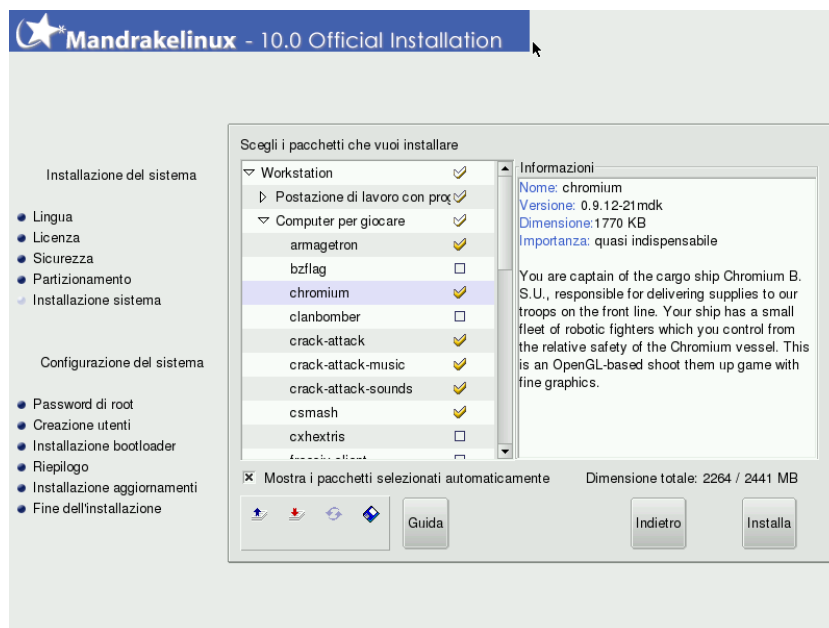 Mandrakelinux - 10.0 Official Installation
Installazione del sistema
Lingua
Licenza
Sicurezza
Partizionamento
Installazione sistema
Configurazione del sistema
Password di root
Creazione utenti
Installazione bootloader
Riepilogo
Installazione aggiornamenti
Fine dell'installazione
Scegli i pacchetti che vuoi installare
Workstation
Postazione di lavoro con prog
Computer per giocare
armagetron
bzflag
chromium
clanbomber
crack-attack
crack-attack-music
crack-attack-sounds
csmash
cxhextris
Informazioni
Nome: chromium
Versione: 0.9.12-21mdk
Dimensione:1770 KB
Importanza: quasi indispensabile
You are captain of the cargo ship Chromium B.
S.U., responsible for delivering supplies to our
troops on the front line. Your ship has a small
fleet of robotic fighters which you control from
the relative safety of the Chromium vessel. This
is an OpenGL-based shoot them up game with
fine graphics.
Mostra i pacchetti selezionati automaticamente
Dimensione totale: 2264 / 2441 MB
Guida
Indietro
Installa